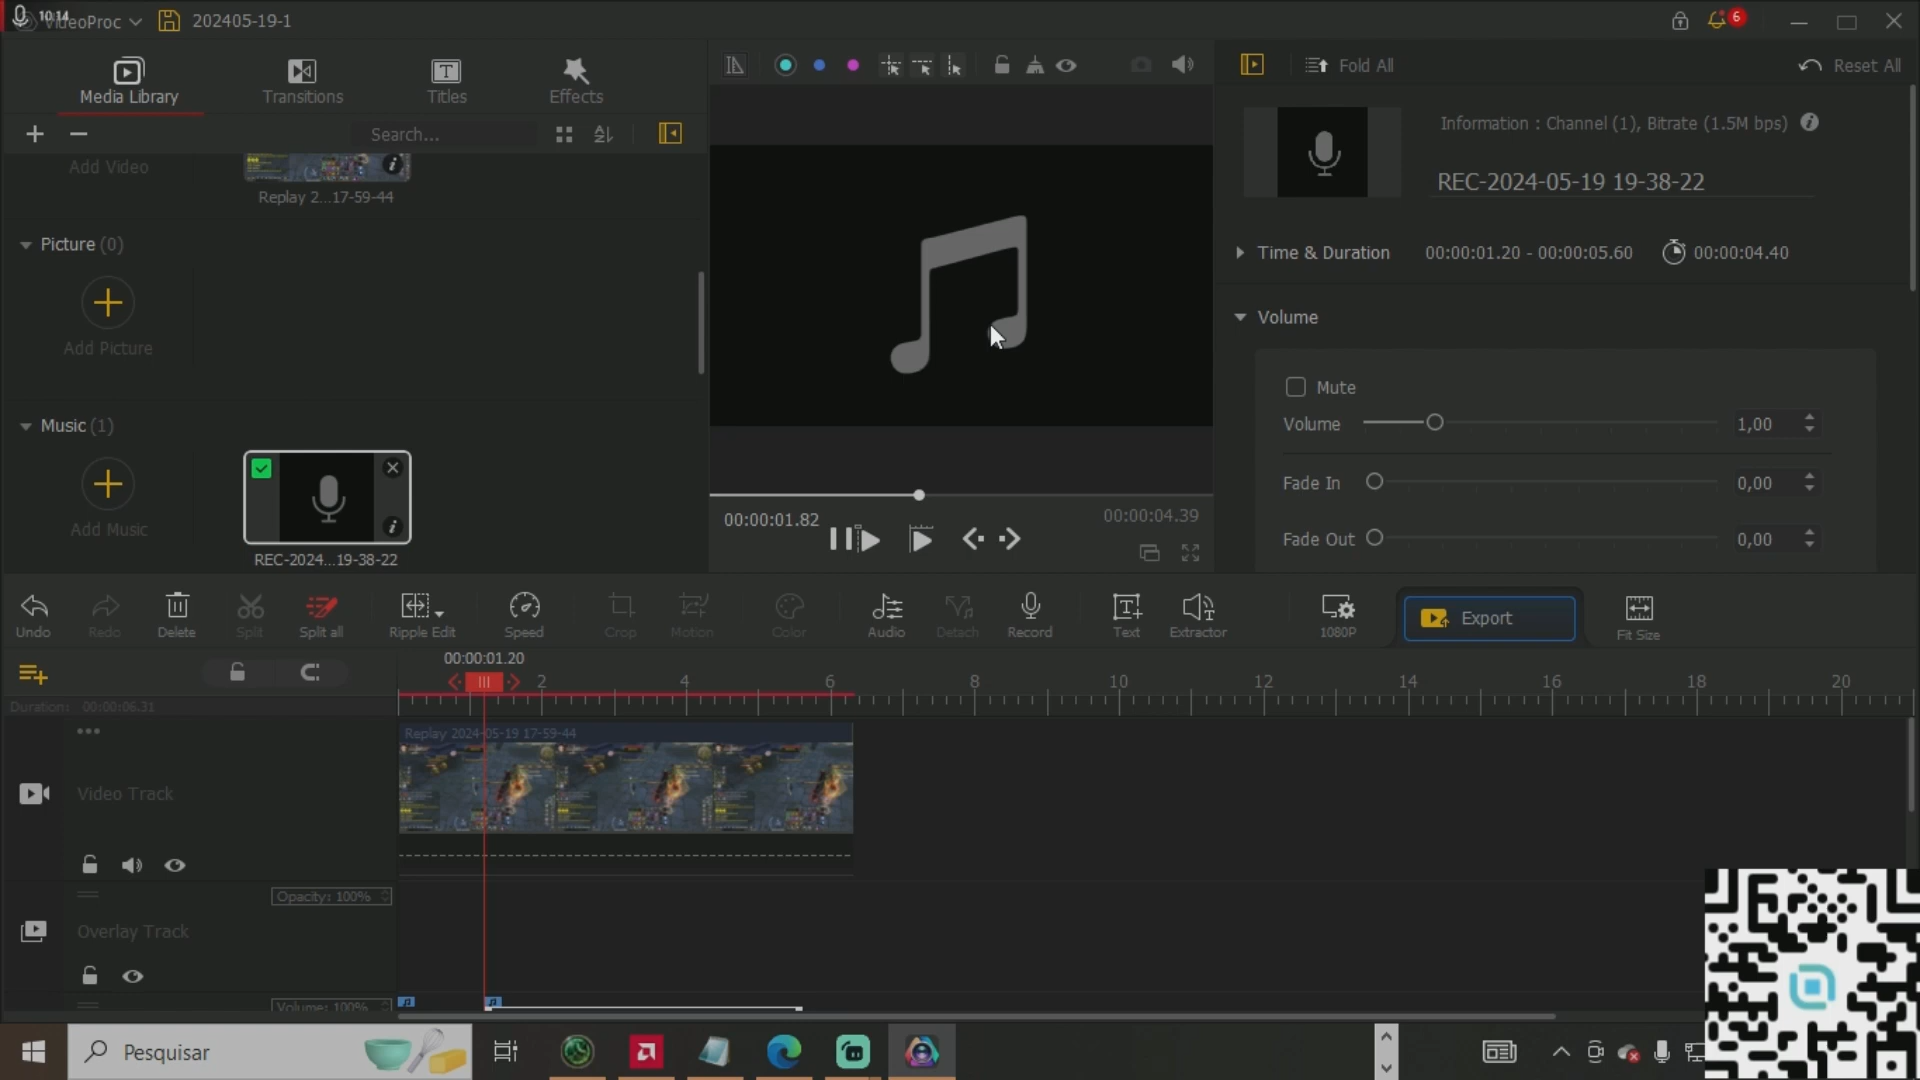 10:14
VideoProc
202405-19-1
6
Media Library
Transitions
Titles
Effects
Search...
Fold All
Reset All
Add Video
Replay 2...17-59-44
Information : Channel (1), Bitrate (1.5M bps)
REC-2024-05-19 19-38-22
Picture (0)
Add Picture
Time & Duration
00:00:01.20 - 00:00:05.60
00:00:04.40
Volume
Mute
Volume
1,00
Fade In
0,00
Fade Out
0,00
Music (1)
Add Music
REC-2024...19-38-22
00:00:01.82
00:00:04.39
Undo
Redo
Delete
Split
Split all
Ripple Edit
Speed
Crop
Motion
Color
Audio
Detach
Record
Text
Extractor
1080P
Export
Fit Size
00:00:01.20
2
4
6
8
10
12
14
16
18
20
Duration: 00:00:06.31
Replay 2024-05-19 17-59-44
Video Track
Opacity: 100%
Overlay Track
Volume: 100%
Pesquisar